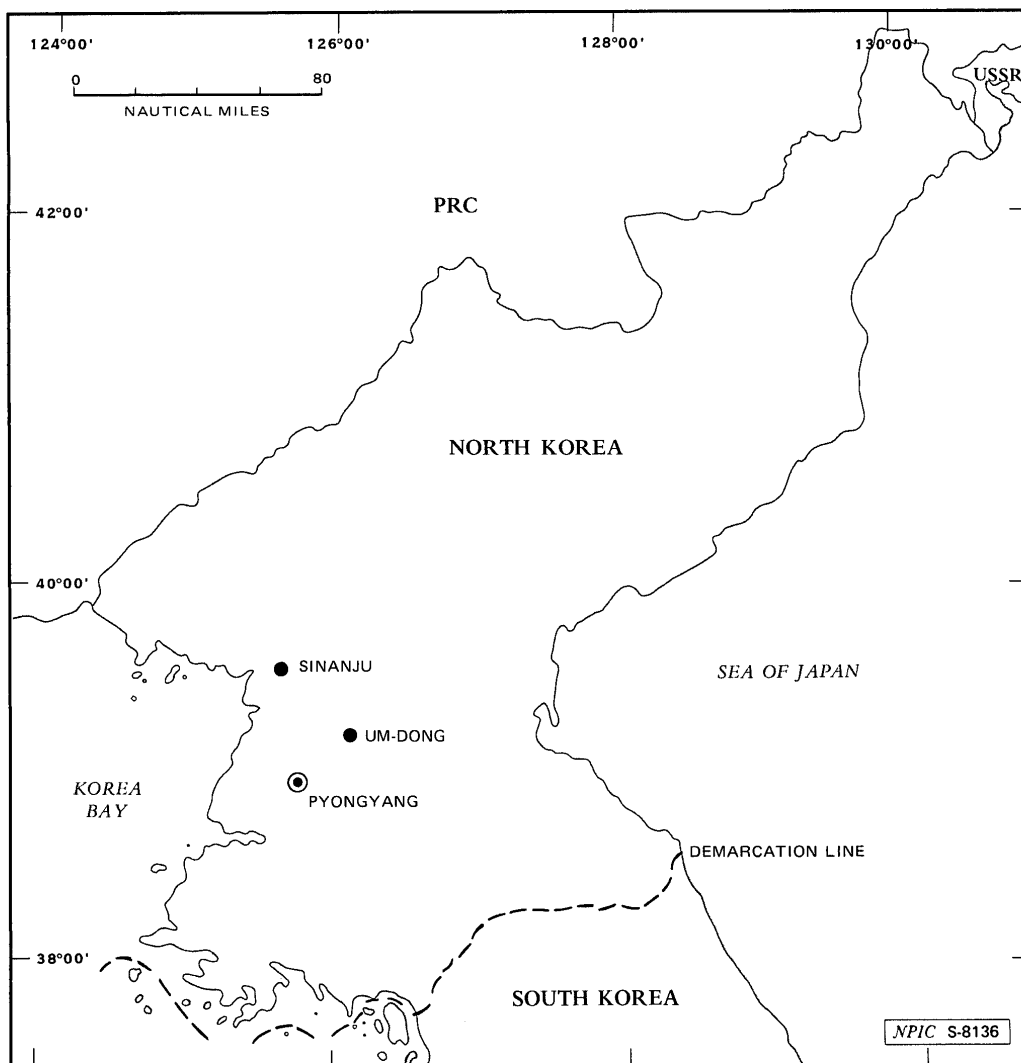 124°00'
126°00'
128°00'
130°00'
0
80
NAUTICAL MILES
USSR
42°00'
PRC
NORTH KOREA
40°00'
SINANJU
SEA OF JAPAN
UM-DONG
KOREA
BAY
PYONGYANG
DEMARCATION LINE
38°00'
SOUTH KOREA
NPIC S-8136